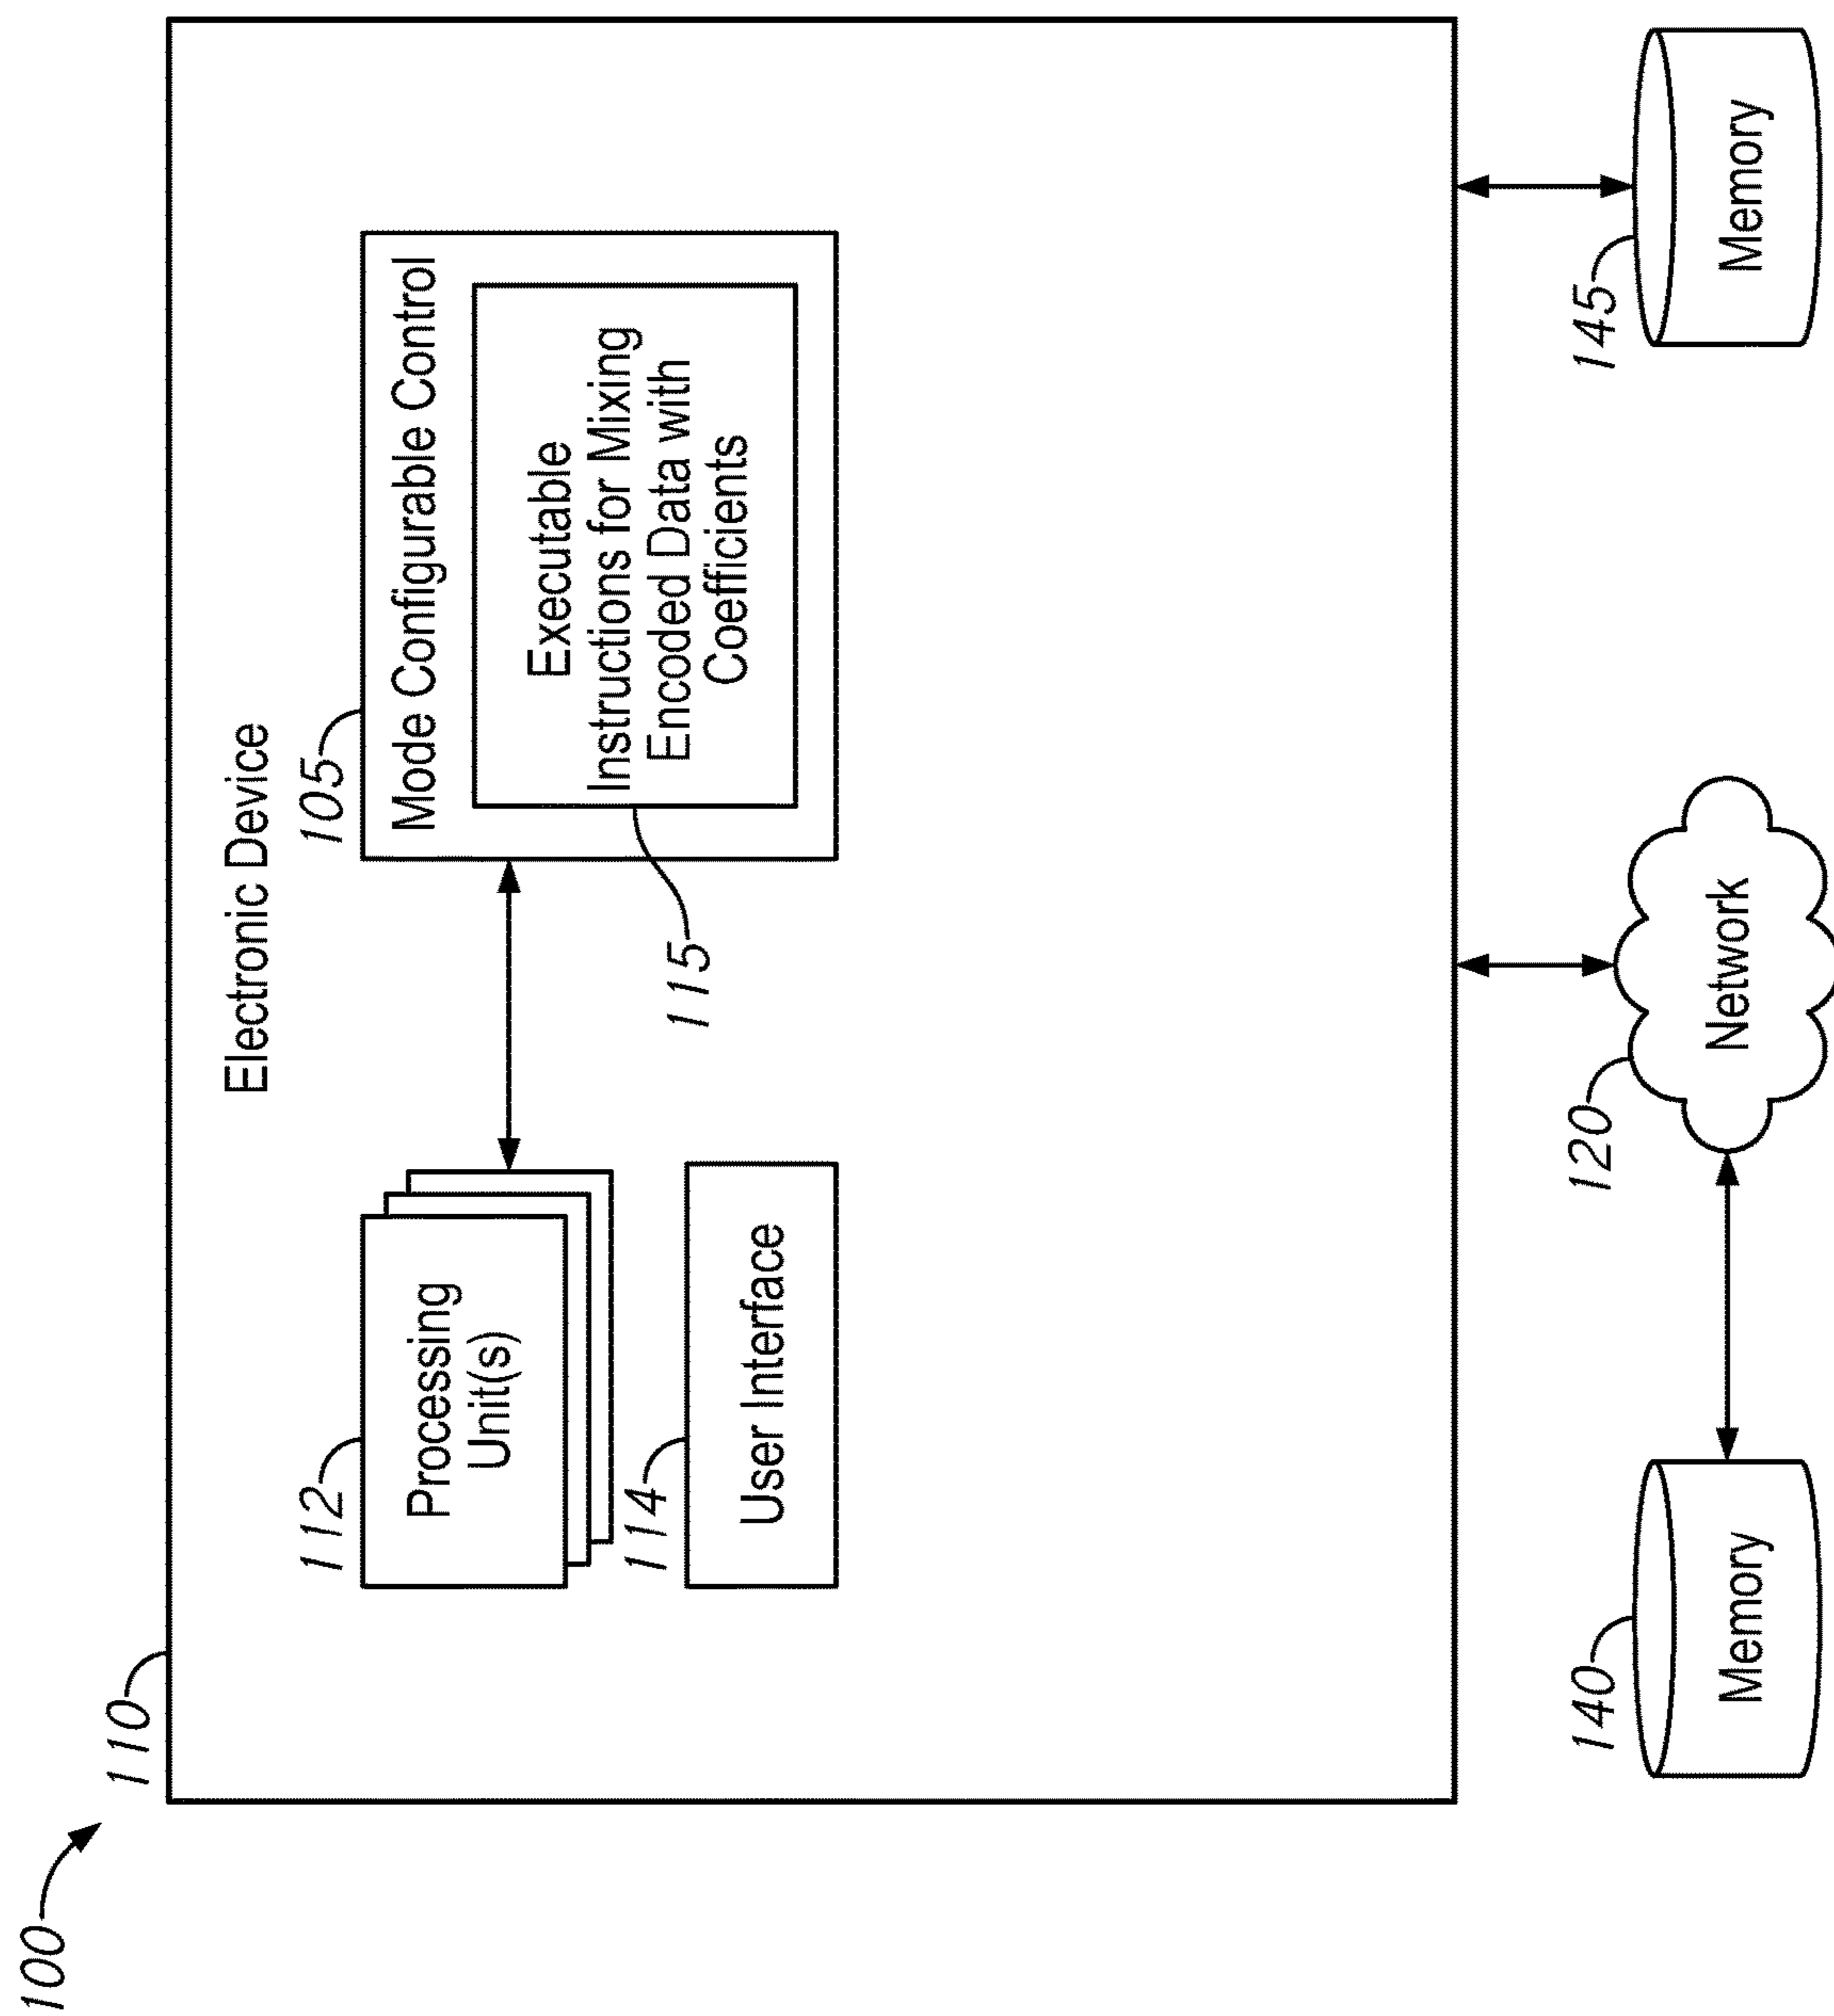 100
110
Electronic Device
112
Processing
Unit(s)
105
Mode Configurable Control
Executable
Instructions for Mixing
Encoded Data with
Coefficients
115
114
User Interface
140
Memory
120
Network
145
Memory